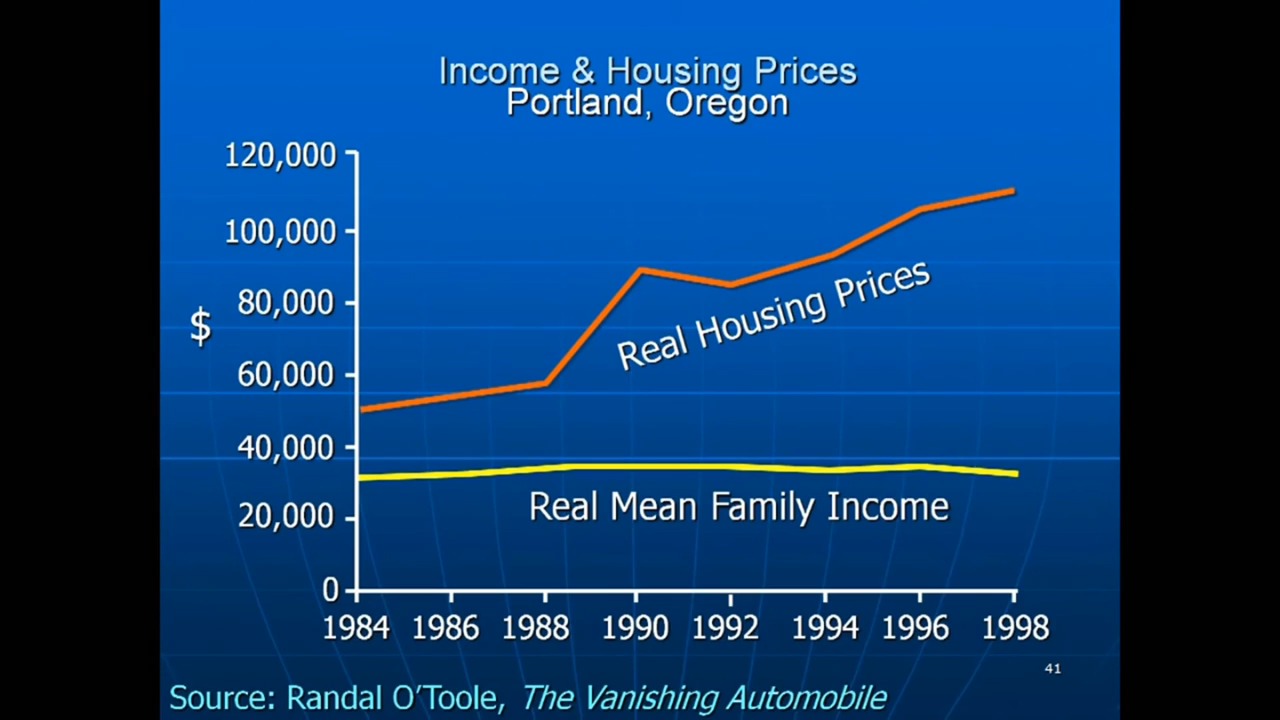 Income & Housing Prices
Portland, Oregon
120,000
100,000
80,000
$
60,000
40,000
20,000
0
Real Housing Prices
Real Mean Family Income
1984 1986 1988 1990 1992 1994 1996 1998
41
Source: Randal O'Toole, The Vanishing Automobile